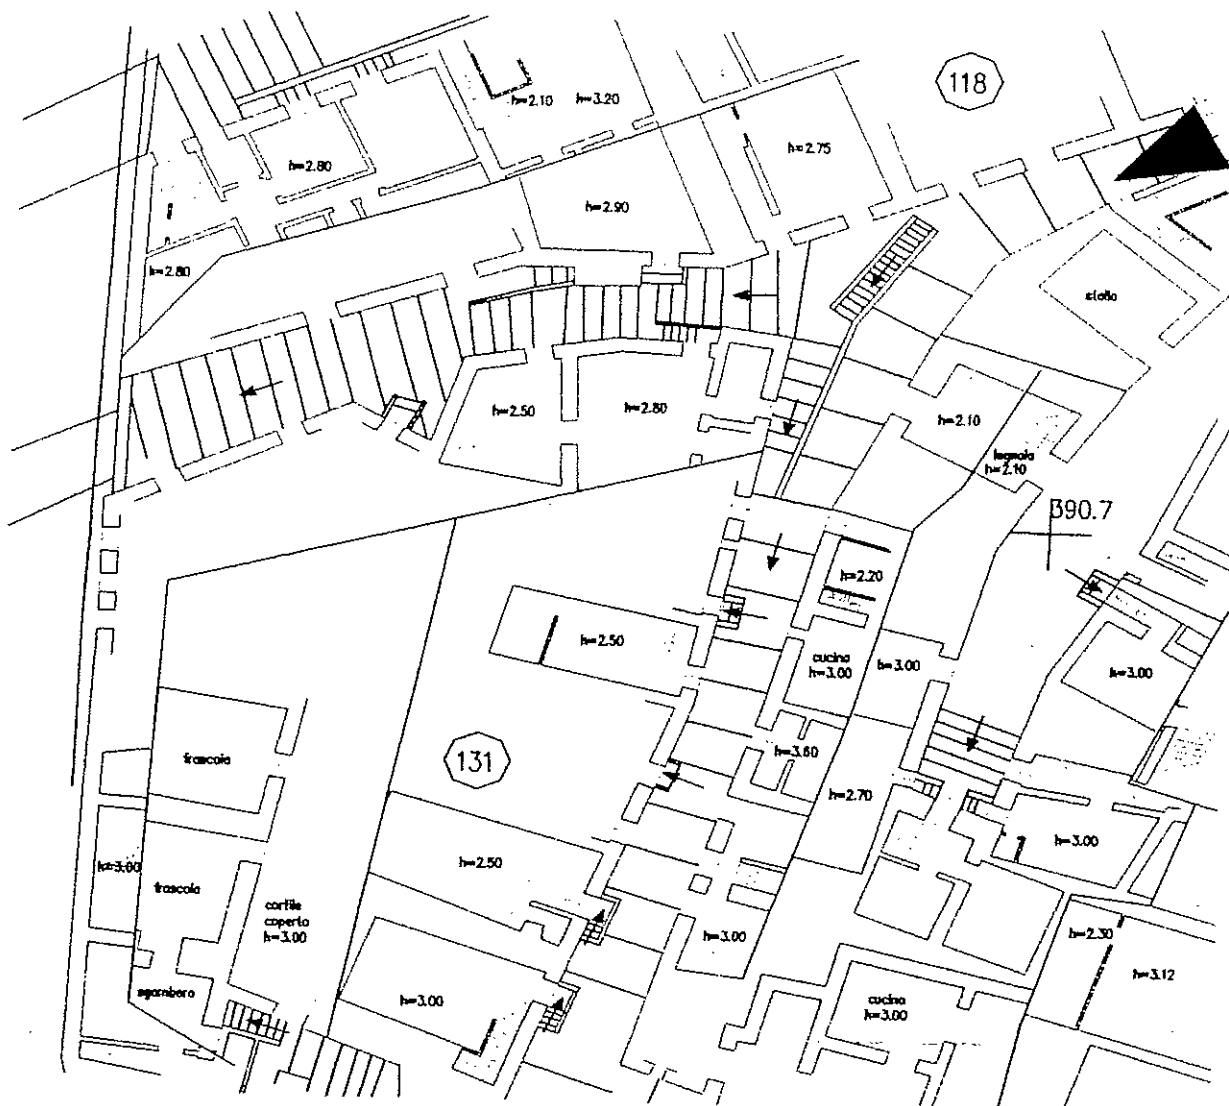 118
h=2.10
h=3.20
h=2.75
h=2.80
h=2.90
h=2.80
stalla
h=2.50
h=2.80
h=2.10
legnaia
h=2.10
390.7
h=2.20
h=2.50
cucina
h=3.00
h=3.00
h=3.00
131
h=3.60
frascaia
h=2.70
h=3.00
h=2.50
h=3.00
frascaia
cortile
coperto
h=3.00
h=3.00
h=2.30
h=3.12
sgombero
h=3.00
cucina
h=3.00